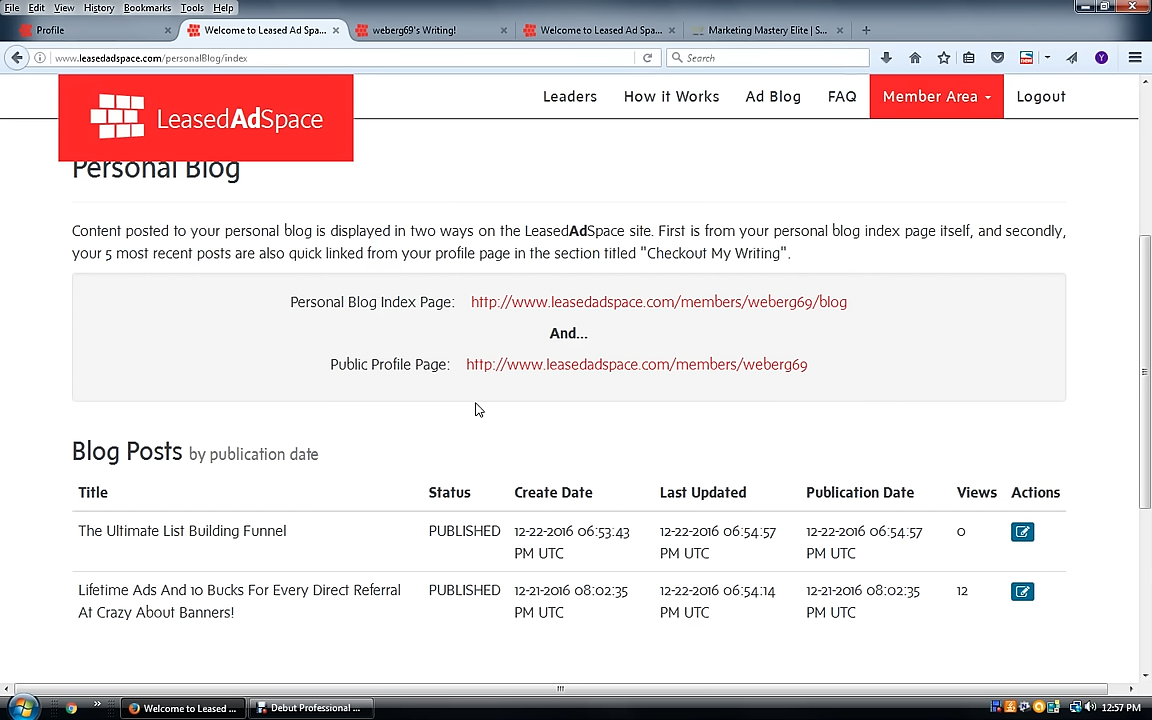 File Edit View History Bookmarks Tools Help
Profile
Welcome to Leased Ad Spa...
weberg69's Writing!
Welcome to Leased Ad Spa...
Marketing Mastery Elite | S...
www.leasedadspace.com/personalBlog/index
Search
LeasedAdSpace
Leaders How it Works Ad Blog FAQ Member Area Logout
Personal Blog
Content posted to your personal blog is displayed in two ways on the LeasedAdSpace site. First is from your personal blog index page itself, and secondly,
your 5 most recent posts are also quick linked from your profile page in the section titled "Checkout My Writing".
Personal Blog Index Page: http://www.leasedadspace.com/members/weberg69/blog
And...
Public Profile Page: http://www.leasedadspace.com/members/weberg69
Blog Posts by publication date
Title Status Create Date Last Updated Publication Date Views Actions
The Ultimate List Building Funnel PUBLISHED 12-22-2016 06:53:43 12-22-2016 06:54:57 12-22-2016 06:54:57 0
PM UTC PM UTC PM UTC
Lifetime Ads And 10 Bucks For Every Direct Referral PUBLISHED 12-21-2016 08:02:35 12-22-2016 06:54:14 12-21-2016 08:02:35 12
At Crazy About Banners! PM UTC PM UTC PM UTC
Welcome to Leased ... Debut Professional ... 12:57 PM